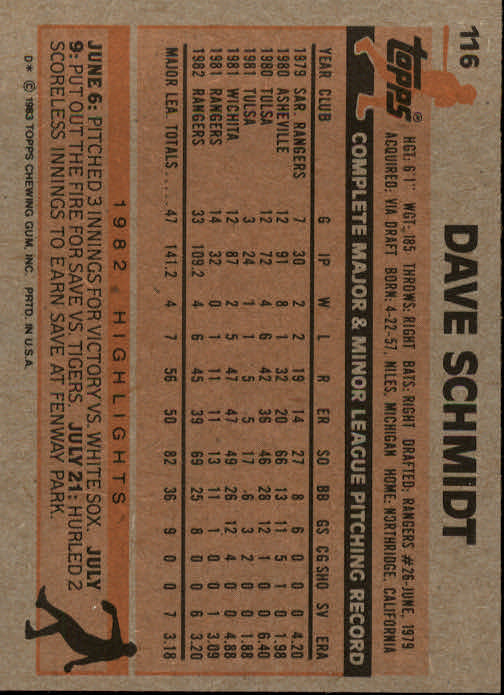 116
DAVE SCHMIDT
topps®
HGT: 6'1" WGT: 185 THROWS: RIGHT BATS: RIGHT DRAFTED: RANGERS #26-JUNE, 1979
ACQUIRED: VIA DRAFT BORN: 4-22-57, NILES, MICHIGAN HOME: NORTHRIDGE, CALIFORNIA
COMPLETE MAJOR & MINOR LEAGUE PITCHING RECORD
YEAR CLUB G IP W L R ER SO BB GS CG SHO SV ERA
1979 SAR. RANGERS 7 30 2 2 19 14 27 8 6 0 0 0 4.20
1980 ASHEVILLE 12 91 8 1 32 20 66 13 11 5 1 0 1.98
1980 TULSA 12 72 4 6 42 36 46 28 12 1 0 0 6.40
1981 TULSA 3 24 1 1 5 5 17 6 3 2 0 0 1.88
1981 WICHITA 12 87 2 5 47 47 49 26 12 4 0 0 4.88
1981 RANGERS 14 32 0 1 11 11 13 11 1 0 0 1 3.09
1982 RANGERS 33 109.2 4 6 45 39 69 25 8 0 0 6 3.20
MAJOR LEA. TOTALS..... 47 141.2 4 7 56 50 82 36 9 0 0 7 3.18
1982 HIGHLIGHTS
JUNE 6: PITCHED 3 INNINGS FOR VICTORY VS. WHITE SOX. JULY
9: PUT OUT THE FIRE FOR SAVE VS. TIGERS. JULY 21: HURLED 2
SCORELESS INNINGS TO EARN SAVE AT FENWAY PARK.
D* © 1983 TOPPS CHEWING GUM, INC. PRTD. IN U.S.A.